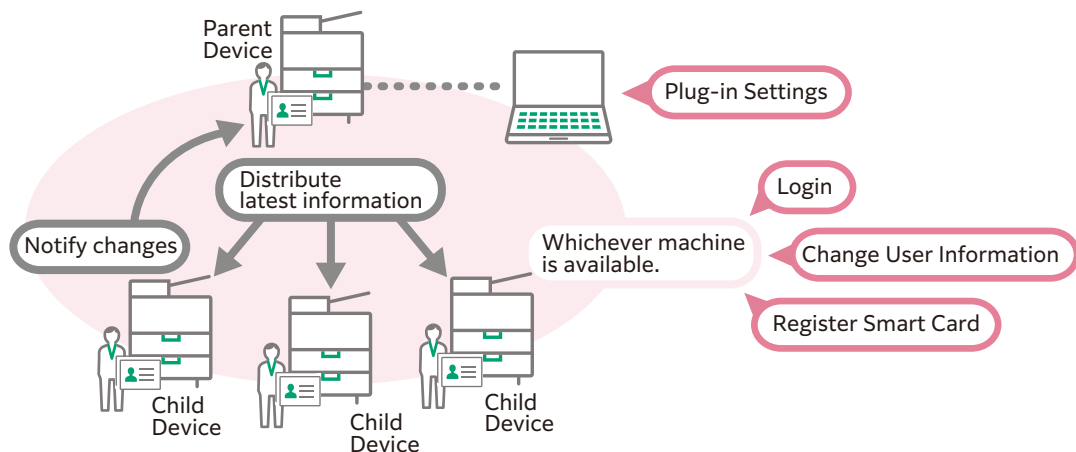 Parent
Device
Plug-in Settings
Distribute
latest information
Login
Notify changes
Whichever machine
is available.
Change User Information
Register Smart Card
Child
Device
Child
Device
Child
Device